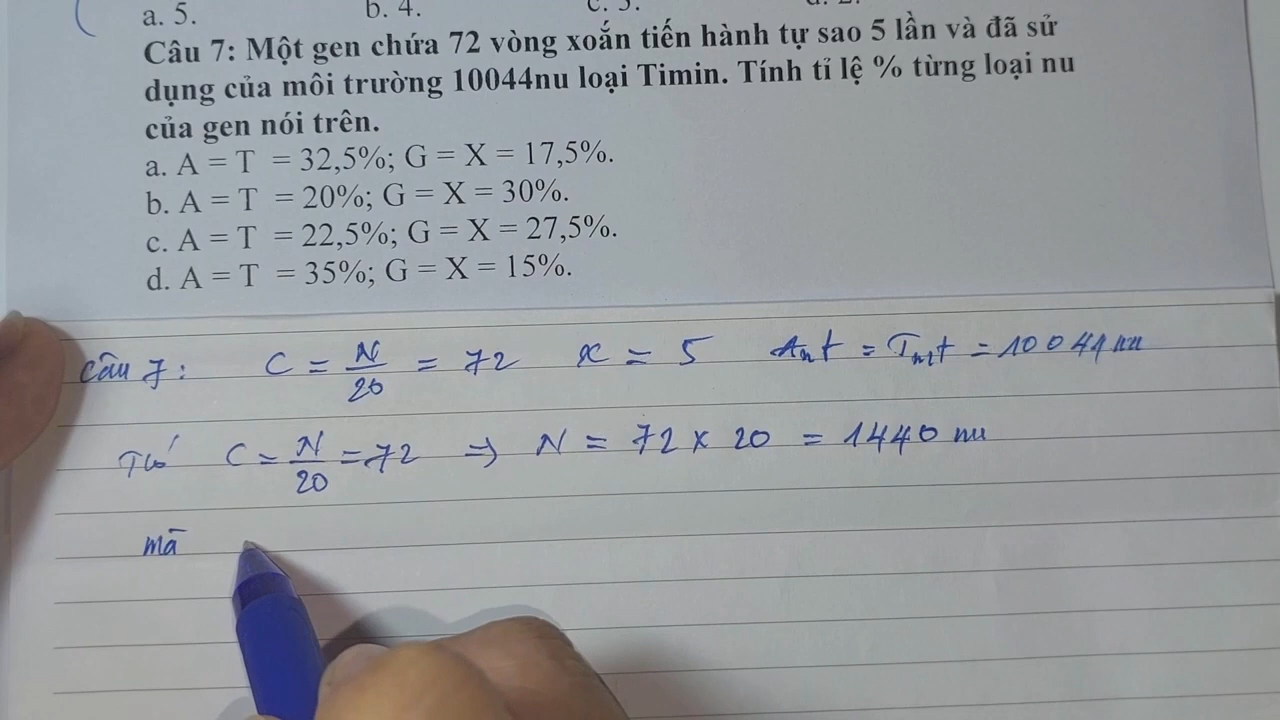 a. 5.
b. 4.
Câu 7: Một gen chứa 72 vòng xoắn tiến hành tự sao 5 lần và đã sử
dụng của môi trường 10044nu loại Timin. Tính tỉ lệ % từng loại nu
của gen nói trên.
a. A = T = 32,5%; G = X = 17,5%.
b. A = T = 20%; G = X = 30%.
c. A = T = 22,5%; G = X = 27,5%.
d. A = T = 35%; G = X = 15%.
Câu 7: C = N/20 = 72 x = 5 Amt = Tmt = 10044 nu
Từ C = N/20 = 72 ⇒ N = 72 x 20 = 1440 nu
mà